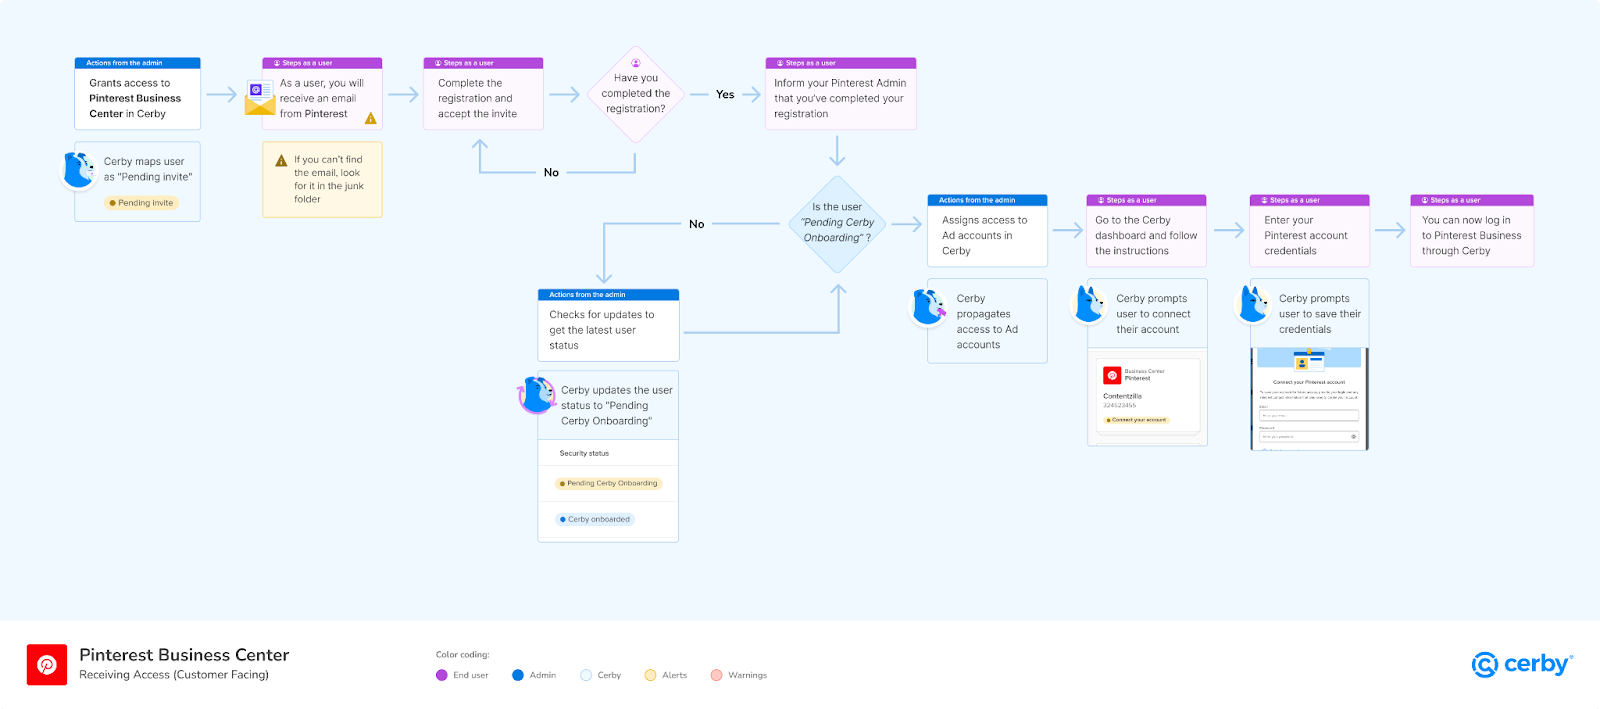 Actions from the admin
Grants access to
Pinterest Business
Center in Cerby
Cerby maps user
as "Pending invite"
Pending invite
Steps as a user
As a user, you will
receive an email
from Pinterest
If you can't find
the email, look
for it in the junk
folder
Steps as a user
Complete the
registration and
accept the invite
Have you
completed the
registration?
Yes
No
Steps as a user
Inform your Pinterest Admin
that you've completed your
registration
Is the user
"Pending Cerby
Onboarding" ?
No
Actions from the admin
Checks for updates to
get the latest user
status
Cerby updates the user
status to "Pending
Cerby Onboarding"
Security status
Pending Cerby Onboarding
Cerby onboarded
Actions from the admin
Assigns access to
Ad accounts in
Cerby
Cerby
propagates
access to Ad
accounts
Steps as a user
Go to the Cerby
dashboard and follow
the instructions
Cerby prompts
user to connect
their account
Business Center
Pinterest
Contentzilla
324523455
Connect your account
Steps as a user
Enter your
Pinterest account
credentials
Cerby prompts
user to save their
credentials
Connect your Pinterest account
Steps as a user
You can now log in
to Pinterest Business
through Cerby
Pinterest Business Center
Receiving Access (Customer Facing)
Color coding:
End user
Admin
Cerby
Alerts
Warnings
cerby